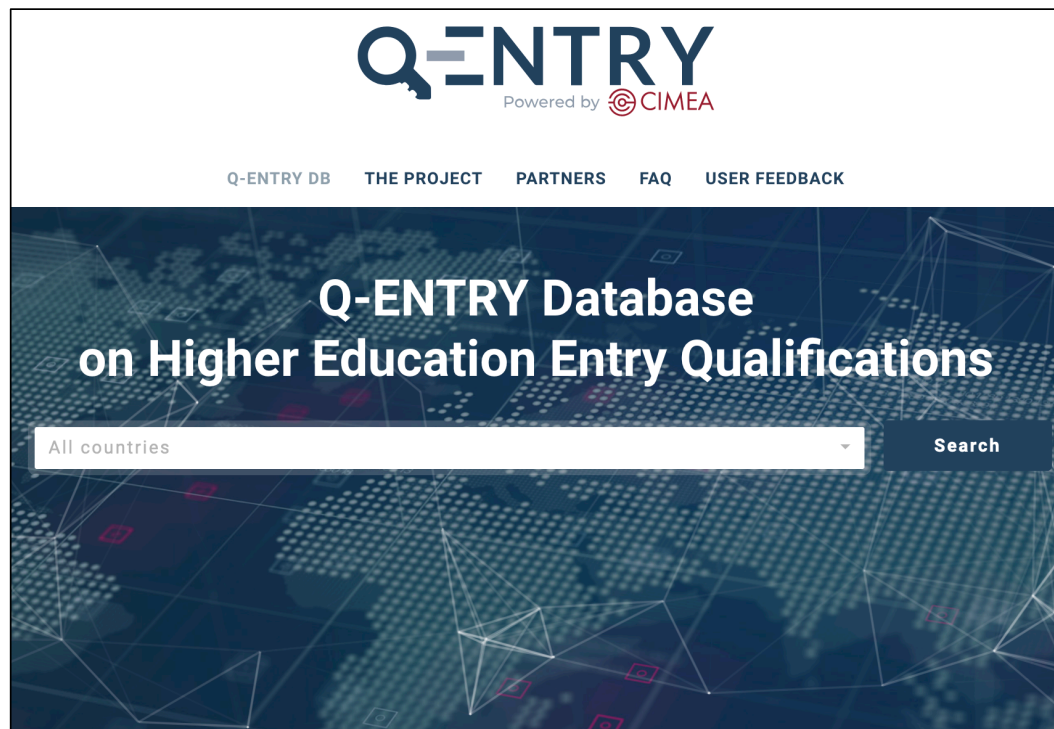 Q-ENTRY
Powered by CIMEA
Q-ENTRY DB THE PROJECT PARTNERS FAQ USER FEEDBACK
Q-ENTRY Database
on Higher Education Entry Qualifications
All countries Search